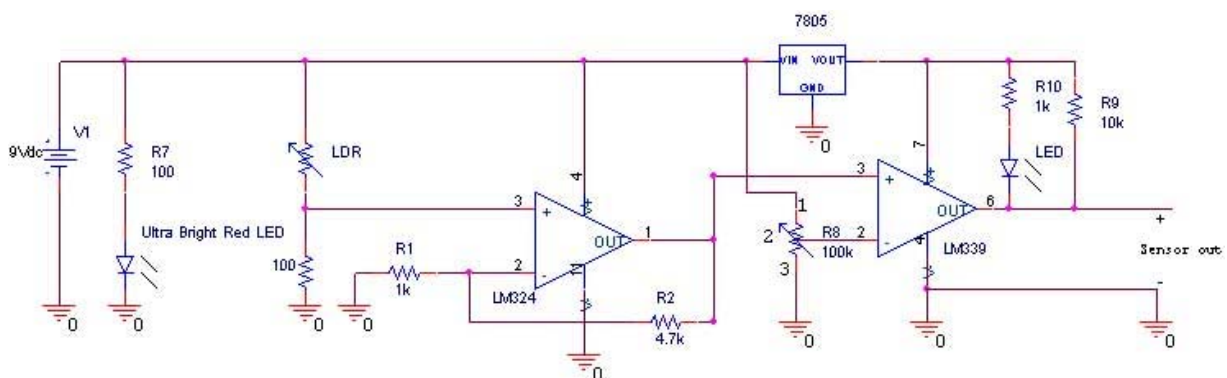 7805
VIN VOUT
GND
0
V1
9Vdc
R7
100
Ultra Bright Red LED
0
0
LDR
100
0
R1
1k
0
3
+
2
-
4
OUT
1
11
LM324
0
R2
4.7k
1
2
3
R8
100k
0
3
+
2
-
7
OUT
6
4
LM339
0
R10
1k
LED
R9
10k
+
Sensor out
-
0